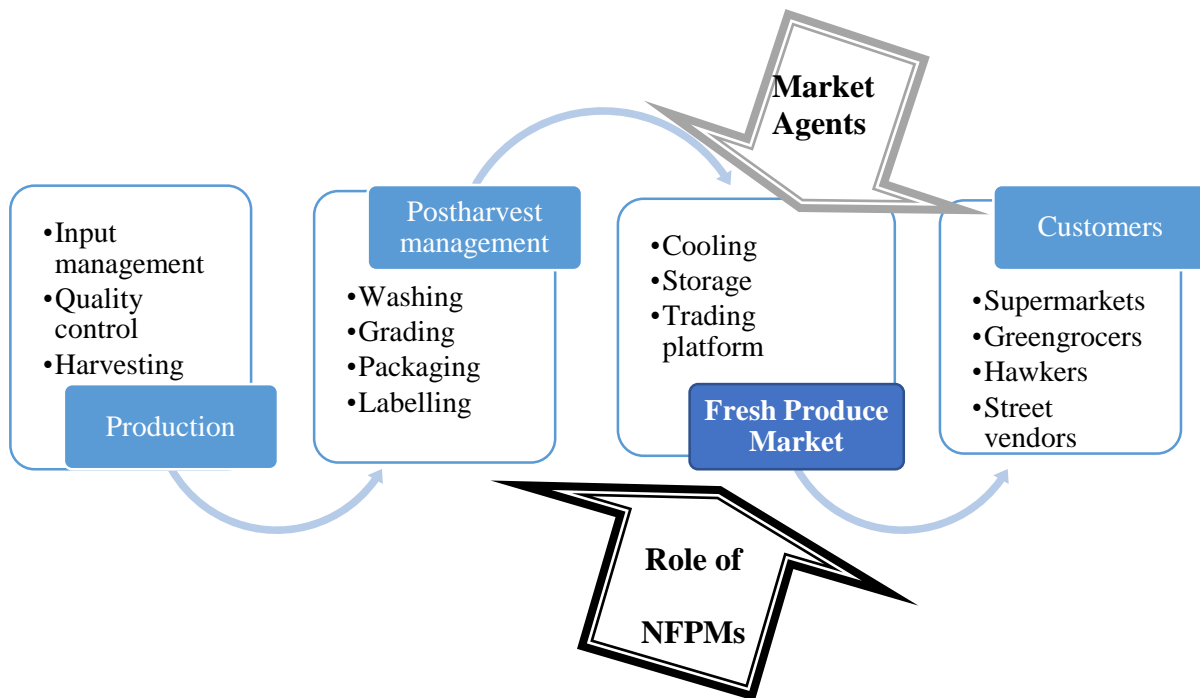 •Input
management
•Quality
control
•Harvesting
Production
Postharvest
management
•Washing
•Grading
•Packaging
•Labelling
Market
Agents
•Cooling
•Storage
•Trading
platform
Fresh Produce
Market
Role of
NFPMs
Customers
•Supermarkets
•Greengrocers
•Hawkers
•Street
vendors